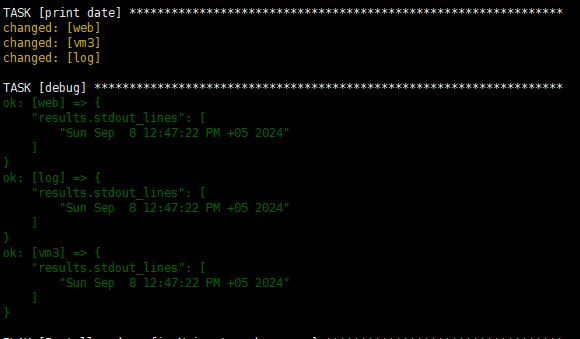 TASK [print date] **************************************************************
changed: [web]
changed: [vm3]
changed: [log]
TASK [debug] *******************************************************************
ok: [web] => {
    "results.stdout_lines": [
        "Sun Sep  8 12:47:22 PM +05 2024"
    ]
}
ok: [log] => {
    "results.stdout_lines": [
        "Sun Sep  8 12:47:22 PM +05 2024"
    ]
}
ok: [vm3] => {
    "results.stdout_lines": [
        "Sun Sep  8 12:47:22 PM +05 2024"
    ]
}